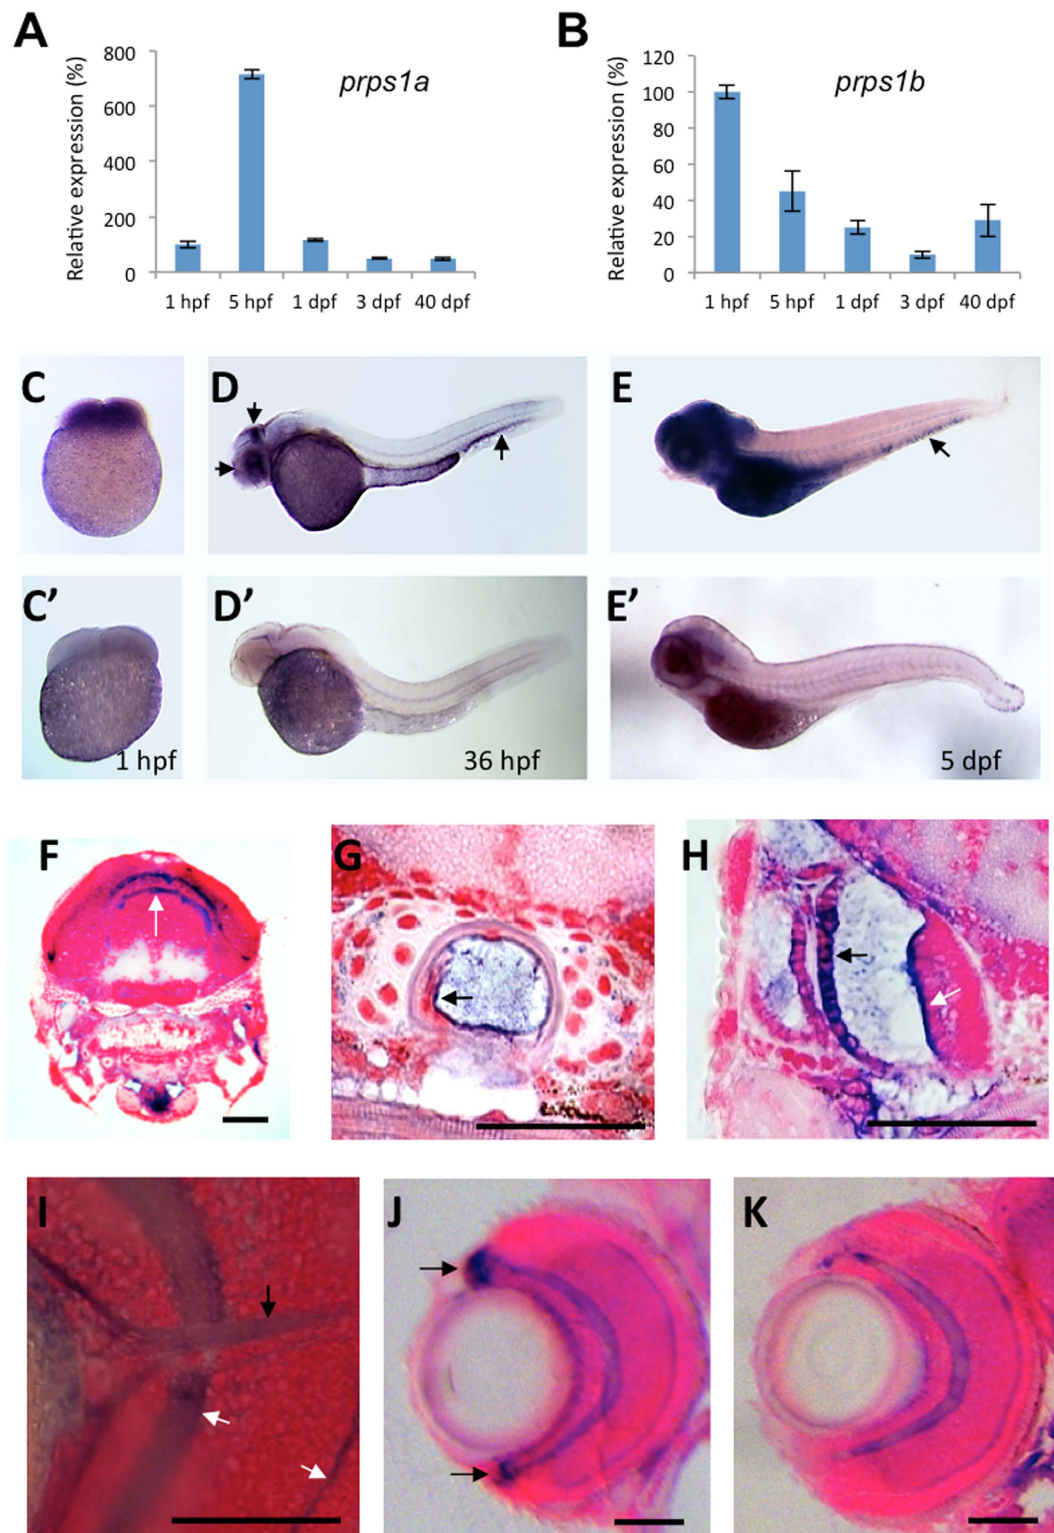 A
B
Relative expression (%)
800
600
400
200
0
prps1a
1 hpf 5 hpf 1 dpf 3 dpf 40 dpf
Relative expression (%)
120
100
80
60
40
20
0
prps1b
1 hpf 5 hpf 1 dpf 3 dpf 40 dpf
C
D
E
C’
1 hpf
D’
36 hpf
E’
5 dpf
F
G
H
I
J
K